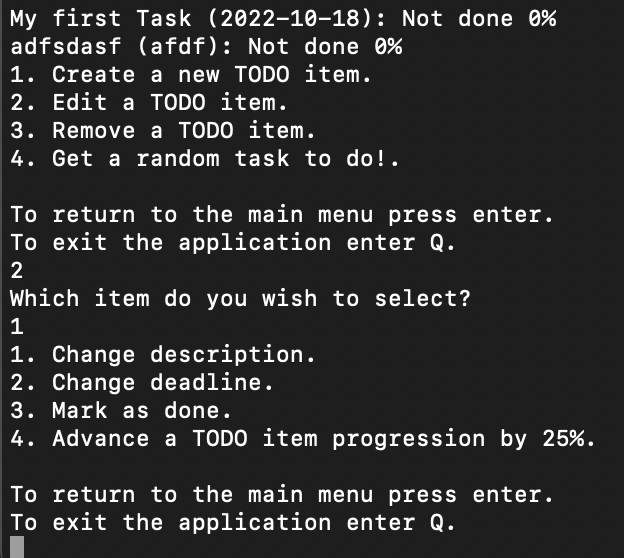 My first Task (2022-10-18): Not done 0%
adfsdasf (afdf): Not done 0%
1. Create a new TODO item.
2. Edit a TODO item.
3. Remove a TODO item.
4. Get a random task to do!.
To return to the main menu press enter.
To exit the application enter Q.
2
Which item do you wish to select?
1
1. Change description.
2. Change deadline.
3. Mark as done.
4. Advance a TODO item progression by 25%.
To return to the main menu press enter.
To exit the application enter Q.